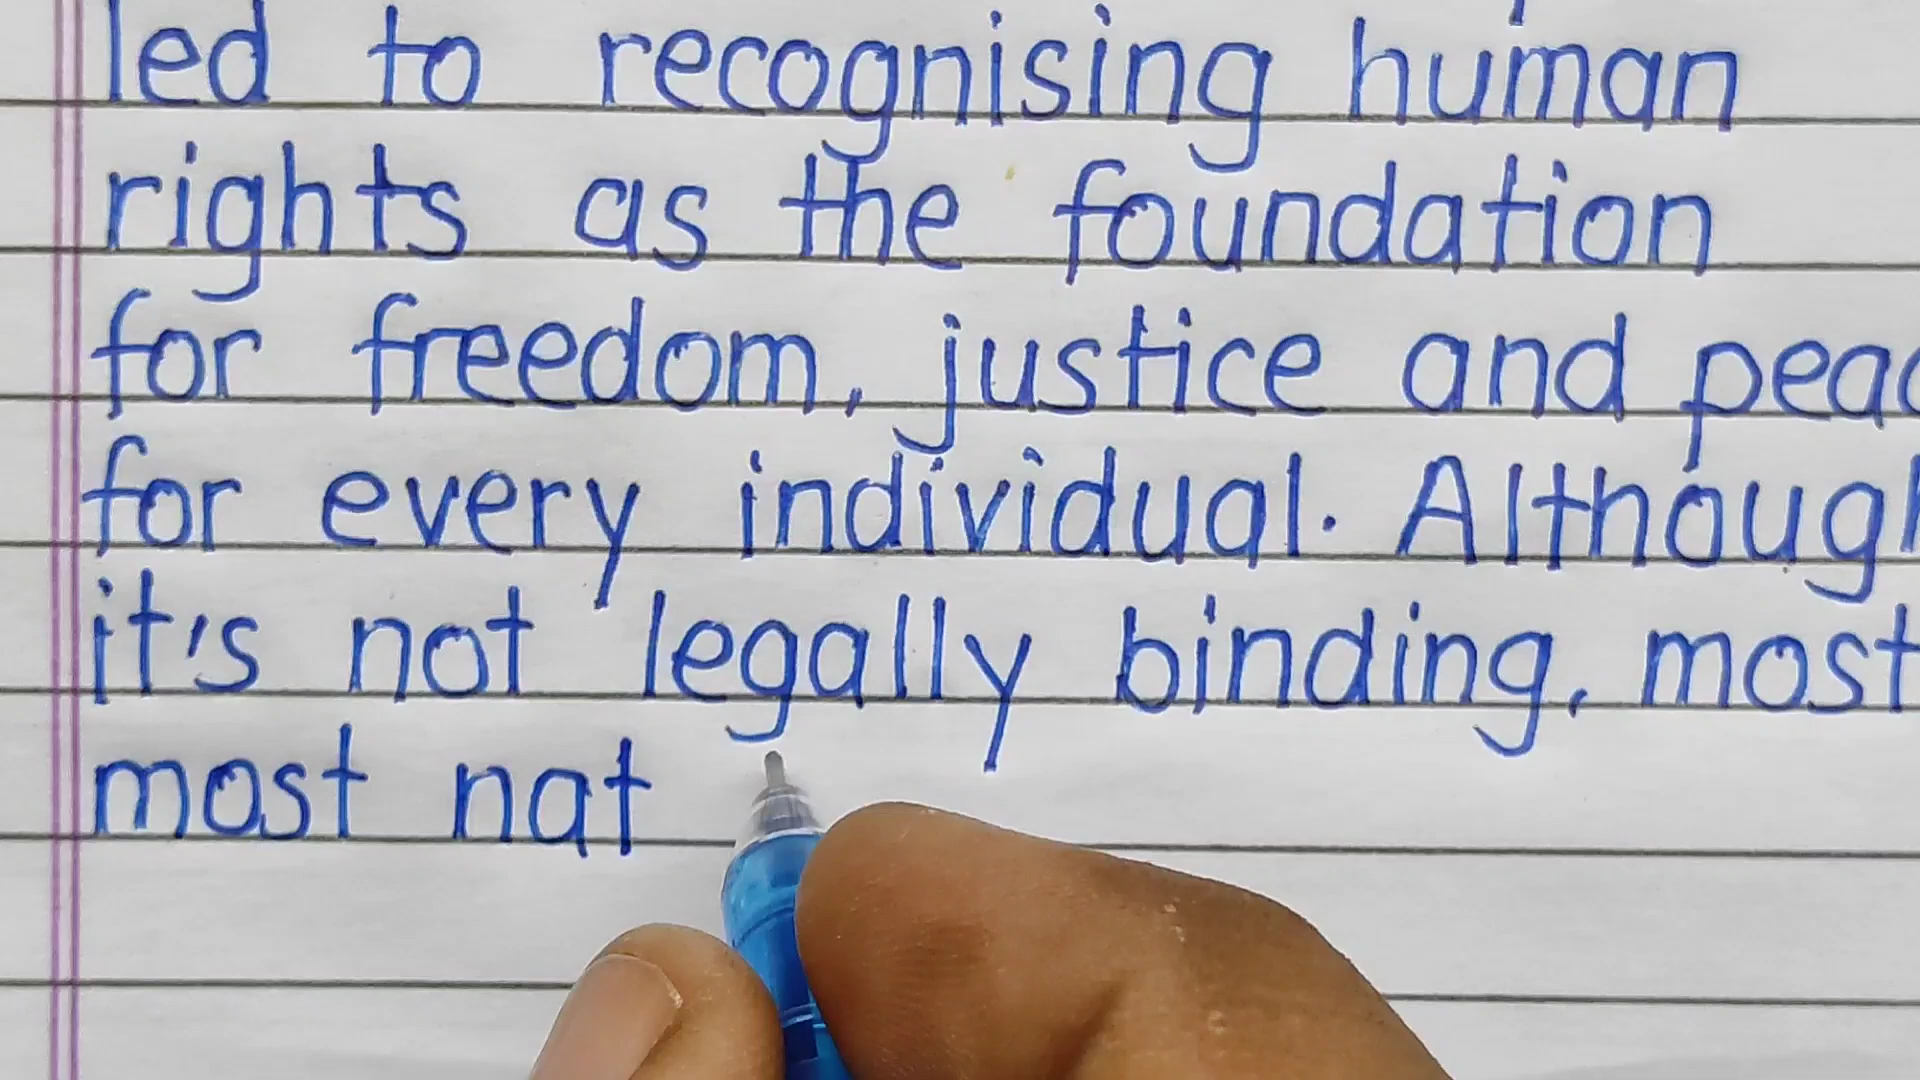 led to recognising human
rights as the foundation
for freedom, justice and peac
for every individual. Although
it's not legally binding, most
most nat